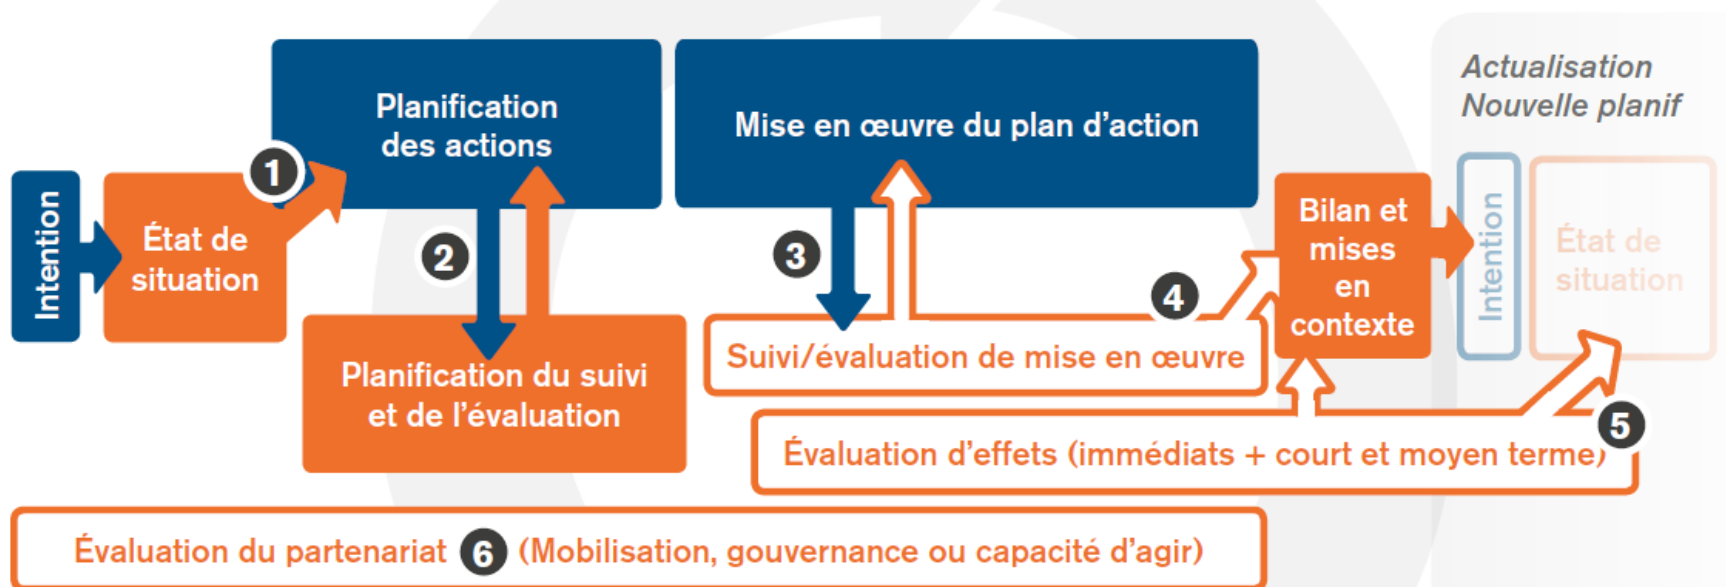 Intention
État de
situation
1
Planification
des actions
2
Planification du suivi
et de l'évaluation
Mise en œuvre du plan d'action
3
Suivi/évaluation de mise en œuvre
4
Bilan et
mises
en
contexte
Évaluation d'effets (immédiats + court et moyen terme)
5
Évaluation du partenariat 6 (Mobilisation, gouvernance ou capacité d'agir)
Actualisation
Nouvelle planif
Intention
État de
situation